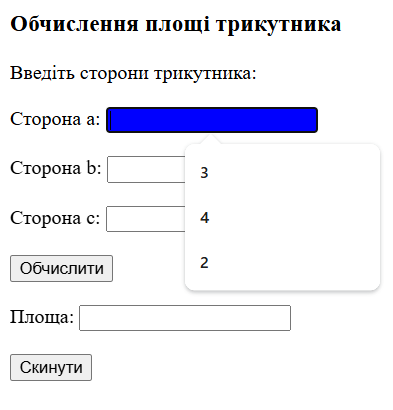 Обчислення площі трикутника
Введіть сторони трикутника:
Сторона a:
3
Сторона b:
4
Сторона c:
2
Обчислити
Площа:
Скинути